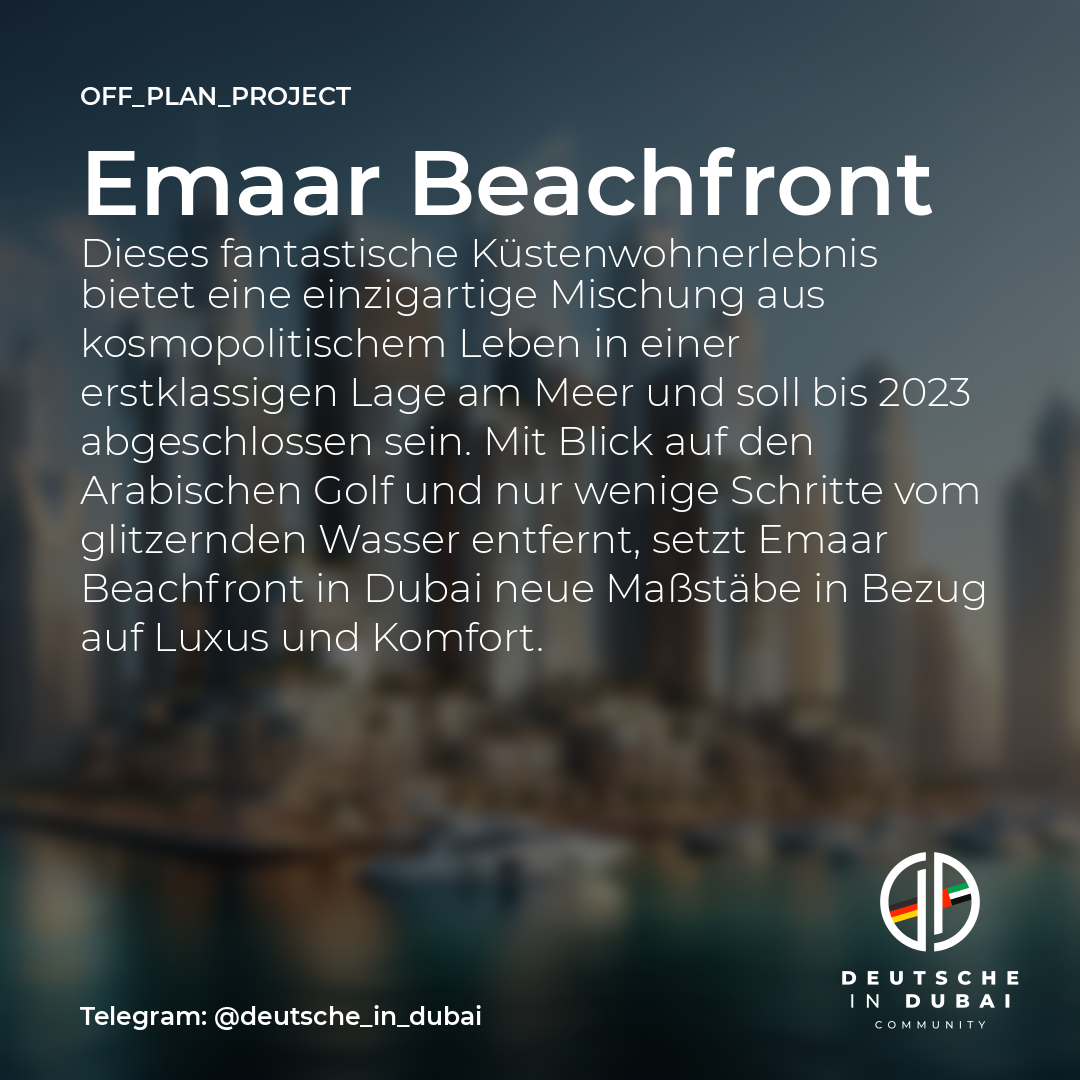 OFF_PLAN_PROJECT
Emaar Beachfront
Dieses fantastische Küstenwohnerlebnis
bietet eine einzigartige Mischung aus
kosmopolitischem Leben in einer
erstklassigen Lage am Meer und soll bis 2023
abgeschlossen sein. Mit Blick auf den
Arabischen Golf und nur wenige Schritte vom
glitzernden Wasser entfernt, setzt Emaar
Beachfront in Dubai neue Maßstäbe in Bezug
auf Luxus und Komfort.
DEUTSCHE
IN DUBAI
COMMUNITY
Telegram: @deutsche_in_dubai